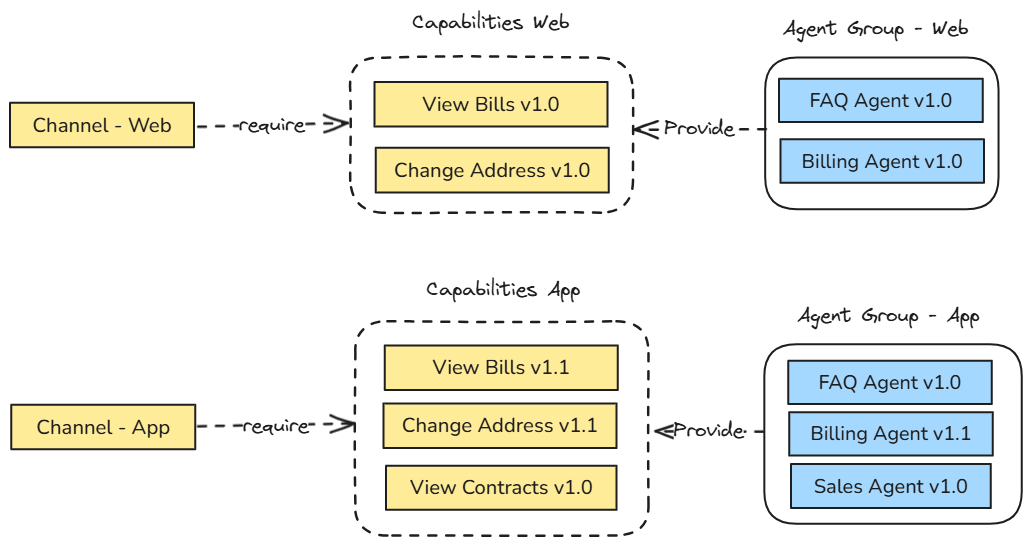 Capabilities Web
Agent Group - Web
Channel - Web
require
View Bills v1.0
Change Address v1.0
Provide
FAQ Agent v1.0
Billing Agent v1.0
Capabilities App
Agent Group - App
Channel - App
require
View Bills v1.1
Change Address v1.1
View Contracts v1.0
Provide
FAQ Agent v1.0
Billing Agent v1.1
Sales Agent v1.0